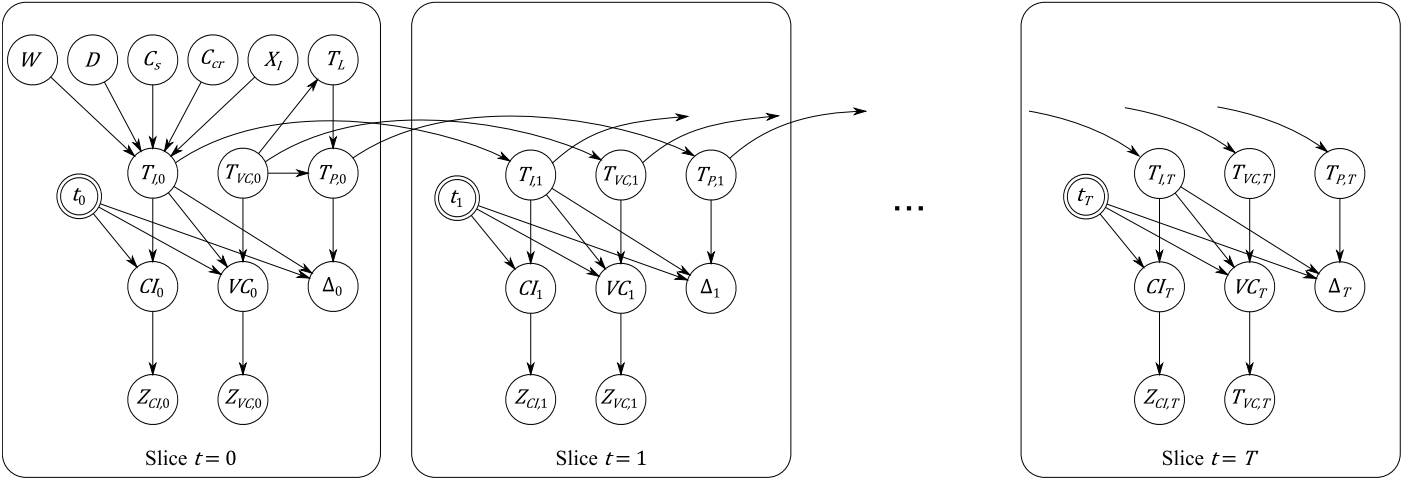 W D C_s C_cr X_I T_L
T_I,0 T_VC,0 T_P,0
t_0
CI_0 VC_0 Δ_0
Z_CI,0 Z_VC,0
Slice t = 0
T_I,1 T_VC,1 T_P,1
t_1
CI_1 VC_1 Δ_1
Z_CI,1 Z_VC,1
Slice t = 1
...
T_I,T T_VC,T T_P,T
t_T
CI_T VC_T Δ_T
Z_CI,T T_VC,T
Slice t = T